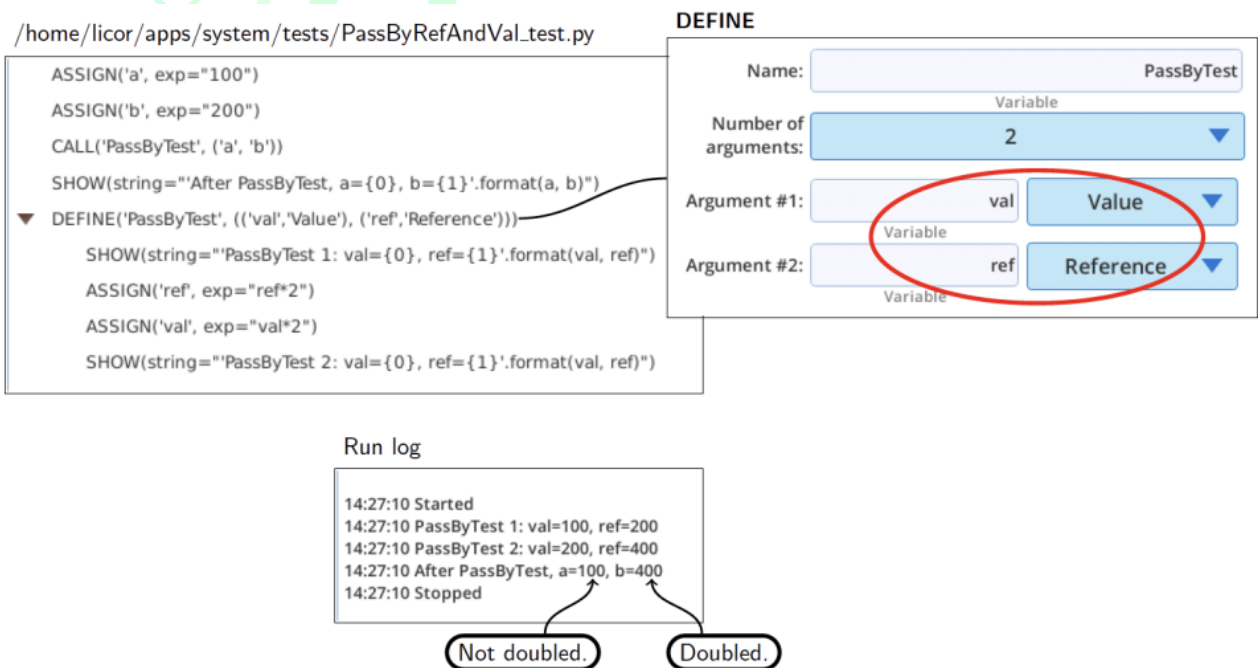 /home/licor/apps/system/tests/PassByRefAndVal_test.py
ASSIGN('a', exp="100")
ASSIGN('b', exp="200")
CALL('PassByTest', ('a', 'b'))
SHOW(string="'After PassByTest, a={0}, b={1}'.format(a, b)")
DEFINE('PassByTest', (('val','Value'), ('ref','Reference')))
SHOW(string="'PassByTest 1: val={0}, ref={1}'.format(val, ref)")
ASSIGN('ref', exp="ref*2")
ASSIGN('val', exp="val*2")
SHOW(string="'PassByTest 2: val={0}, ref={1}'.format(val, ref)")
DEFINE
Name: PassByTest
Variable
Number of
arguments: 2
Argument #1: val Value
Variable
Argument #2: ref Reference
Variable
Run log
14:27:10 Started
14:27:10 PassByTest 1: val=100, ref=200
14:27:10 PassByTest 2: val=200, ref=400
14:27:10 After PassByTest, a=100, b=400
14:27:10 Stopped
Not doubled. Doubled.